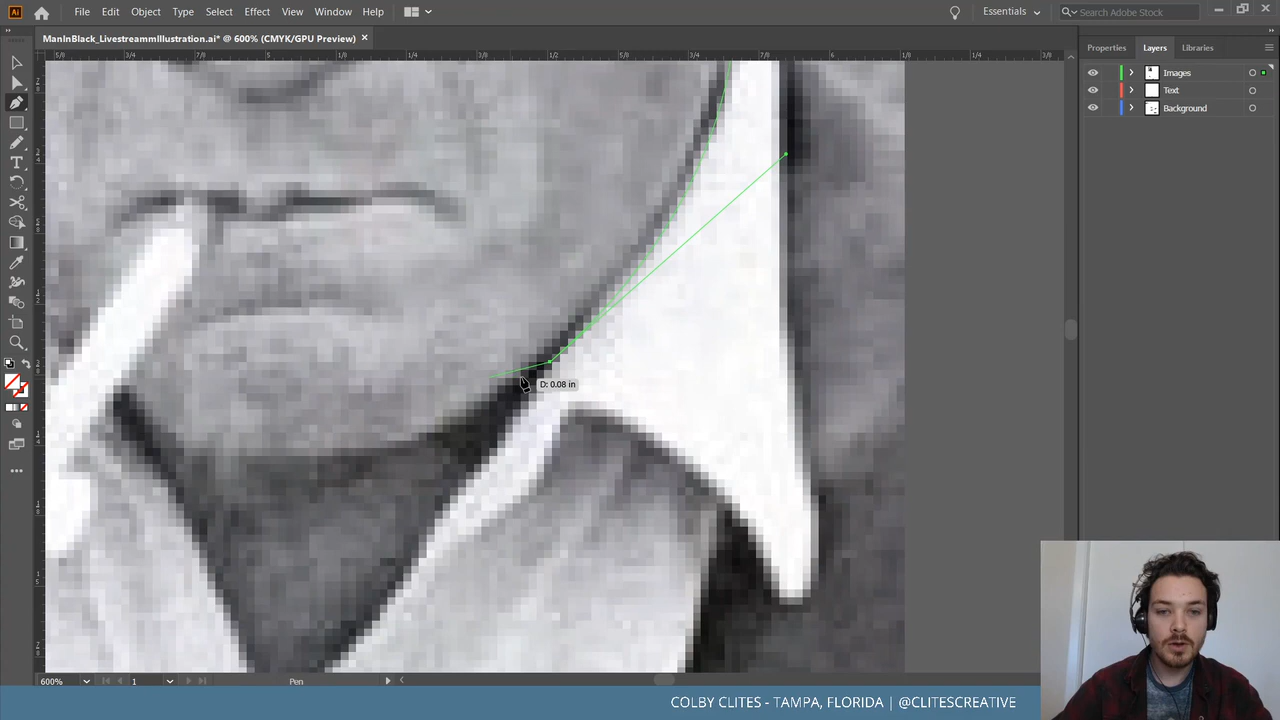 Ai File Edit Object Type Select Effect View Window Help Essentials Search Adobe Stock
ManInBlack_LivestreammIllustration.ai* @ 600% (CMYK/GPU Preview) ×
Properties Layers Libraries
Images
Text
Background
D: 0.08 in
600% 1 Pen
COLBY CLITES - TAMPA, FLORIDA | @CLITESCREATIVE